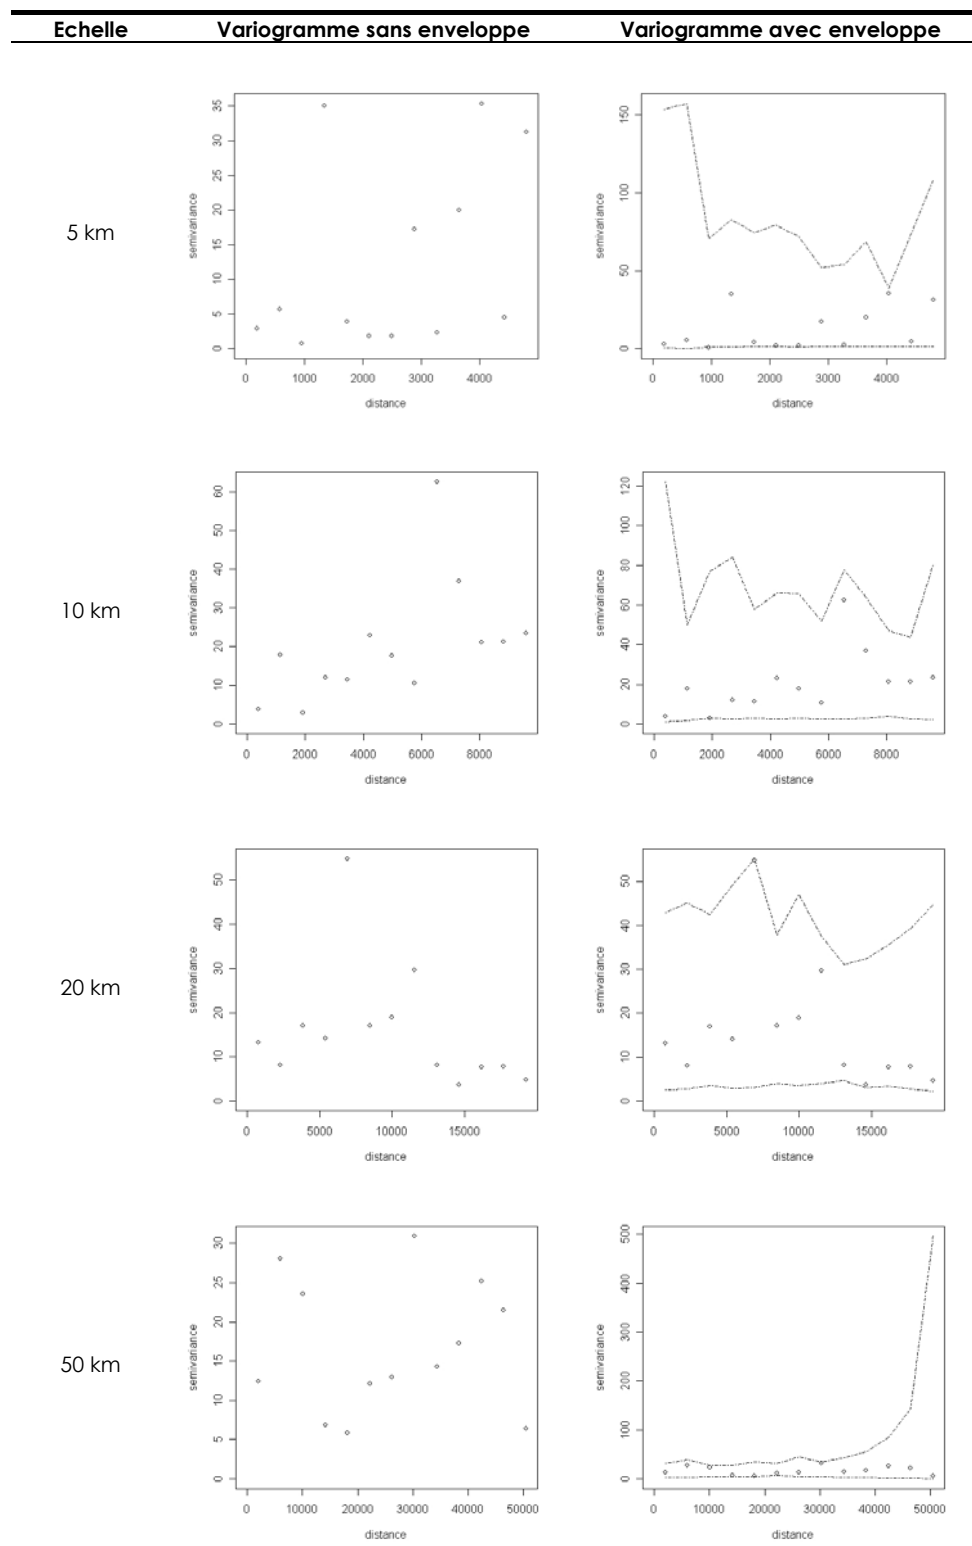 Echelle Variogramme sans enveloppe Variogramme avec enveloppe
5 km
semivariance
0 5 10 15 20 25 30 35
0 1000 2000 3000 4000
distance
semivariance
0 50 100 150
0 1000 2000 3000 4000
distance
10 km
semivariance
0 10 20 30 40 50 60
0 2000 4000 6000 8000
distance
semivariance
0 20 40 60 80 100 120
0 2000 4000 6000 8000
distance
20 km
semivariance
0 10 20 30 40 50
0 5000 10000 15000
distance
semivariance
0 10 20 30 40 50
0 5000 10000 15000
distance
50 km
semivariance
0 5 10 15 20 25 30
0 10000 20000 30000 40000 50000
distance
semivariance
0 100 200 300 400 500
0 10000 20000 30000 40000 50000
distance